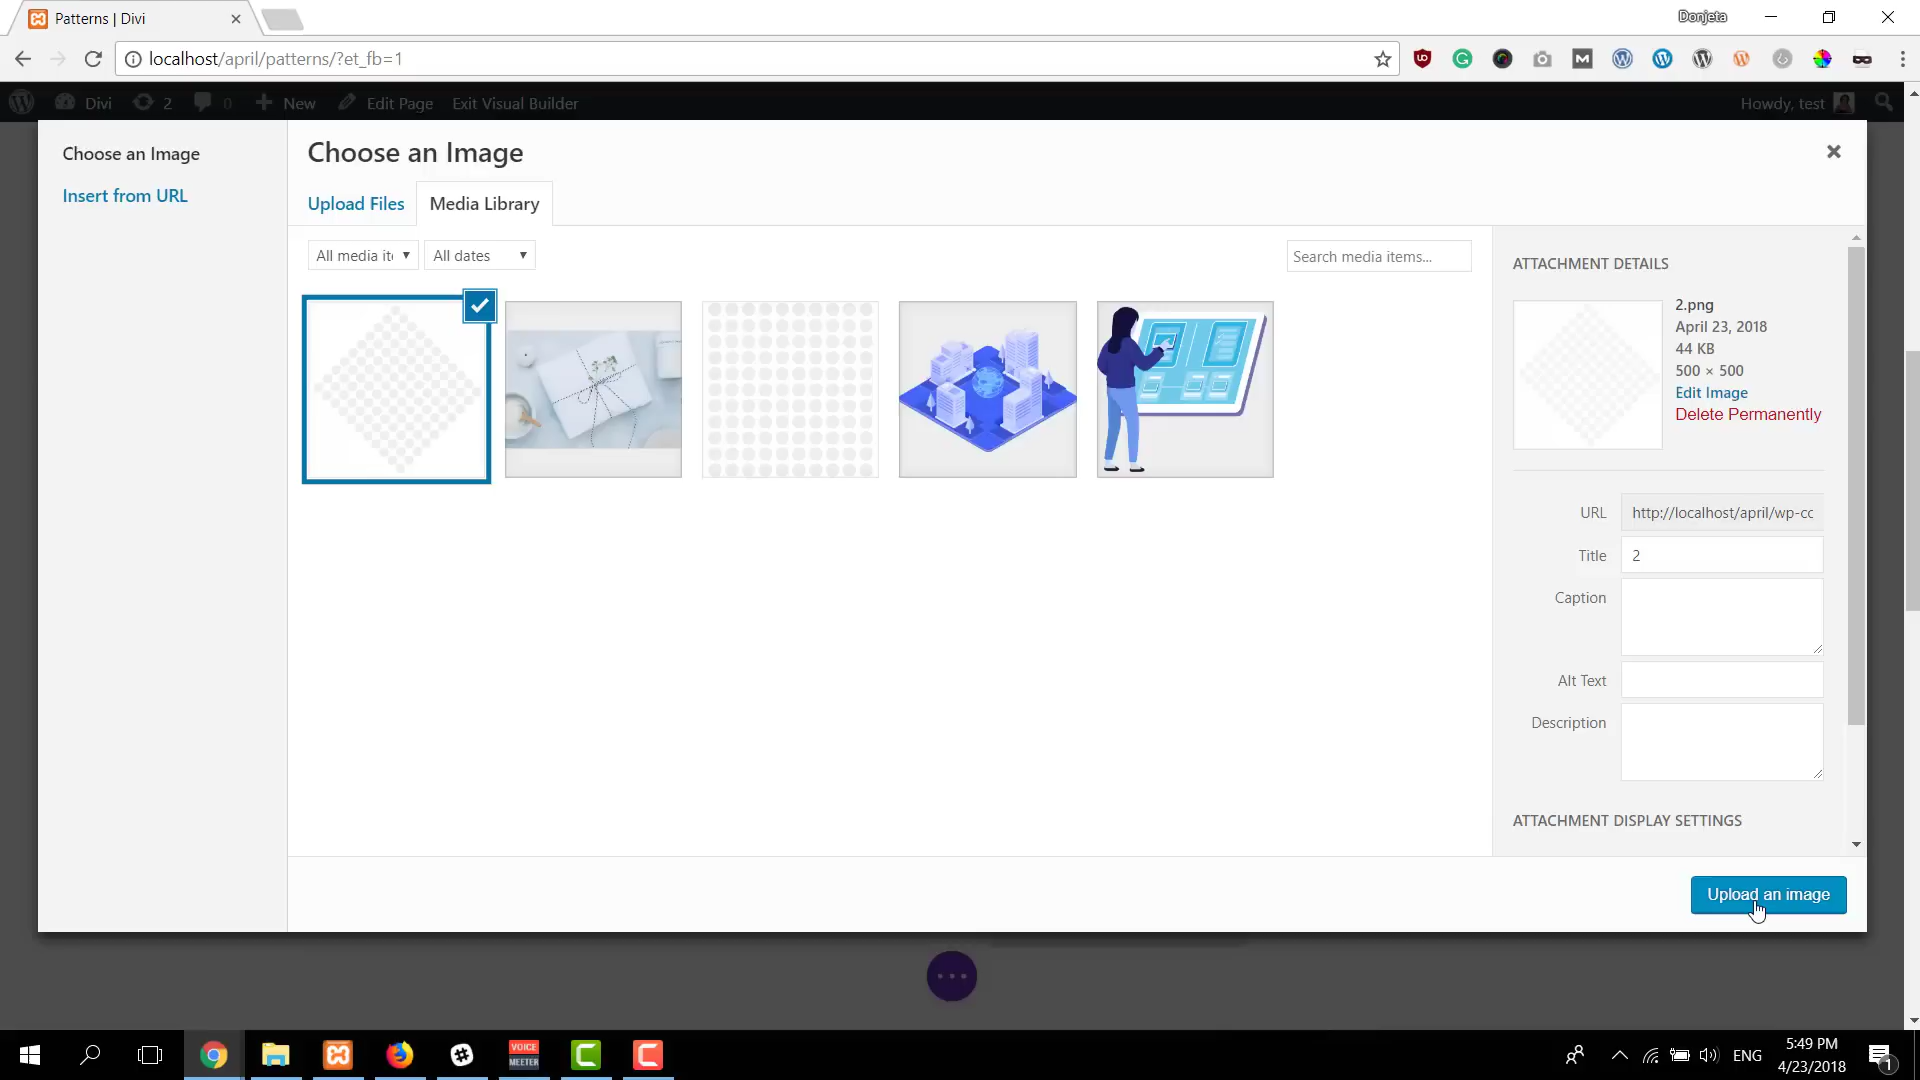 Patterns | Divi
Donjeta
localhost/april/patterns/?et_fb=1
Divi 2 0 New Edit Page Exit Visual Builder Howdy, test
Choose an Image
Insert from URL
Choose an Image
Upload Files Media Library
All media it All dates
Search media items...
ATTACHMENT DETAILS
2.png
April 23, 2018
44 KB
500 × 500
Edit Image
Delete Permanently
URL http://localhost/april/wp-cc
Title 2
Caption
Alt Text
Description
ATTACHMENT DISPLAY SETTINGS
Upload an image
VOICE
MEETER
ENG
5:49 PM
4/23/2018
1